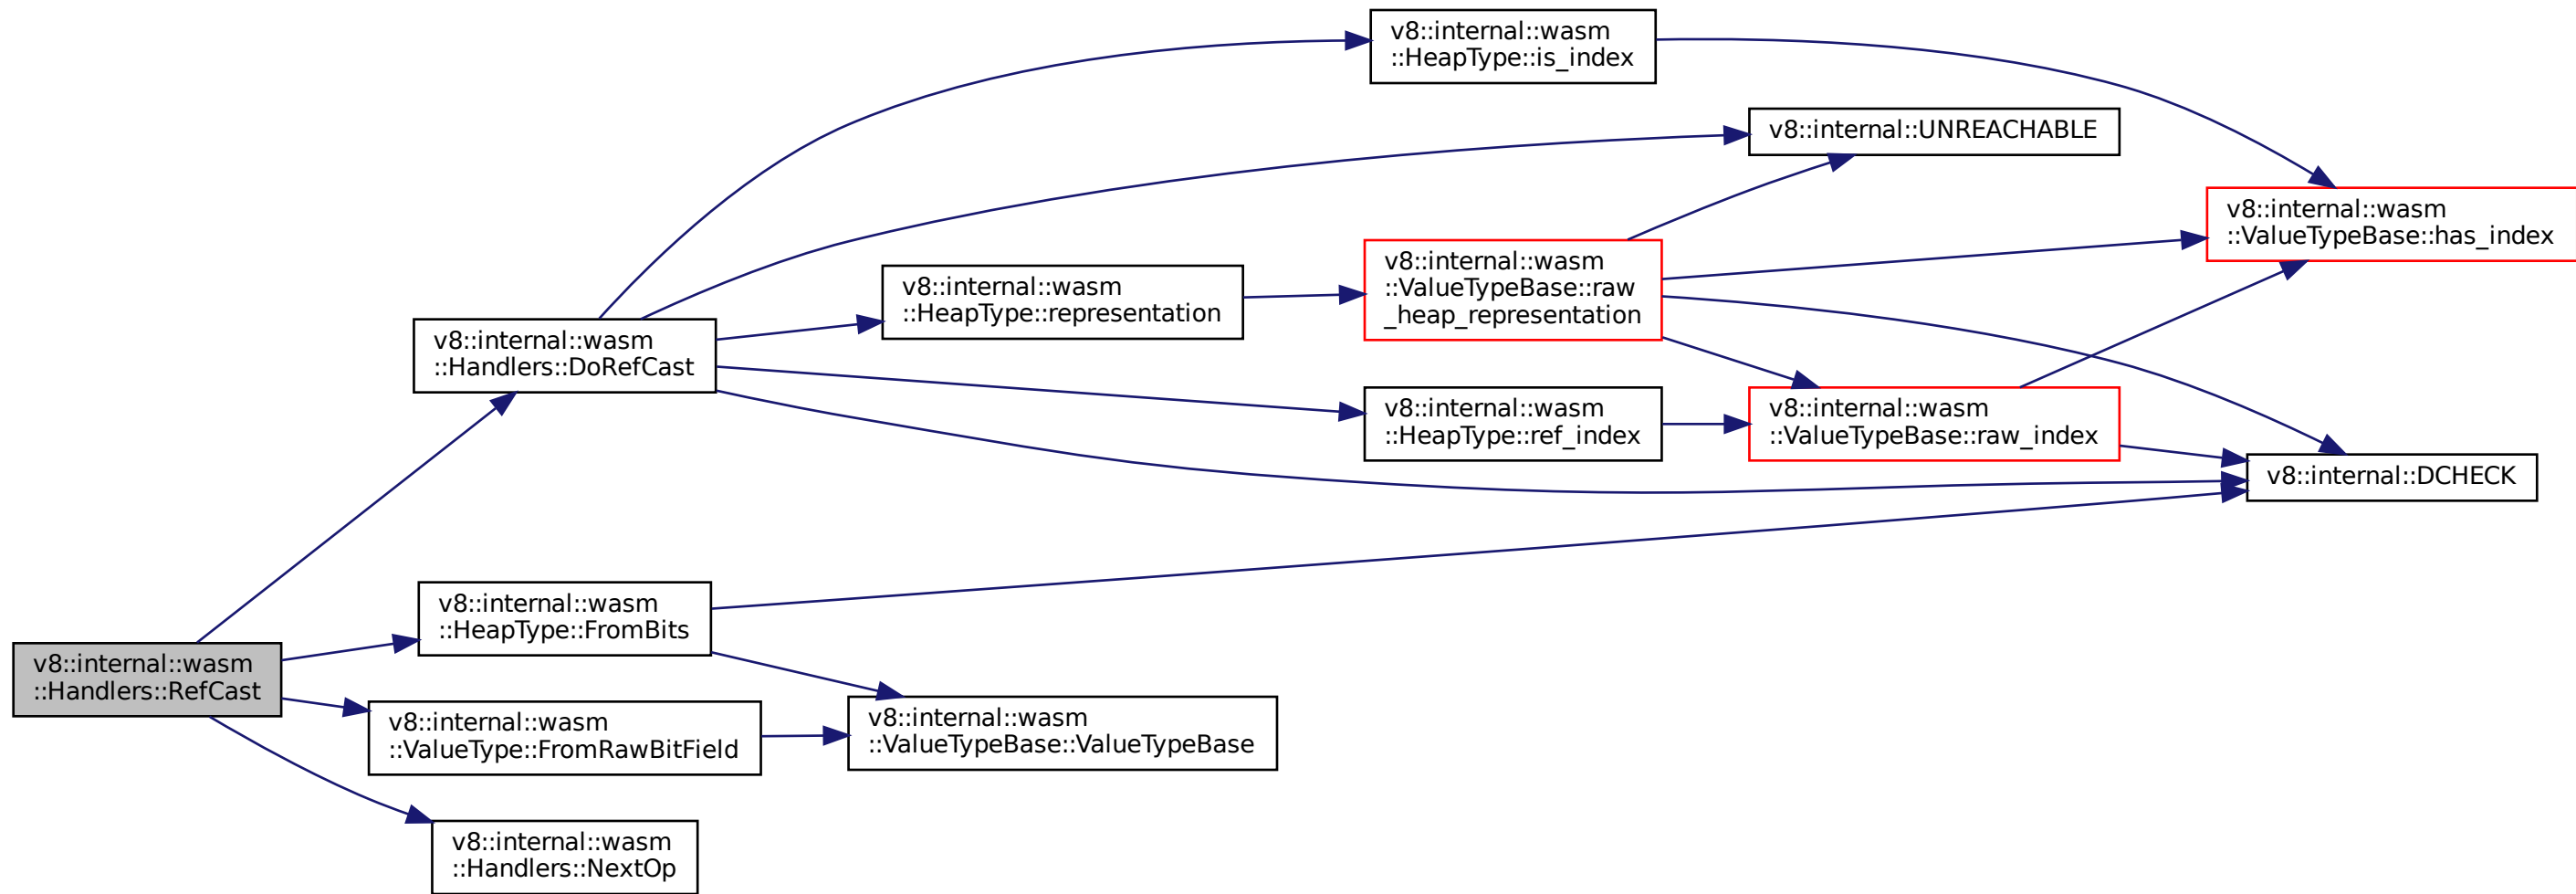 v8::internal::wasm
::HeapType::is_index
v8::internal::UNREACHABLE
v8::internal::wasm
::ValueTypeBase::has_index
v8::internal::wasm
::HeapType::representation
v8::internal::wasm
::ValueTypeBase::raw
_heap_representation
v8::internal::wasm
::Handlers::DoRefCast
v8::internal::wasm
::HeapType::ref_index
v8::internal::wasm
::ValueTypeBase::raw_index
v8::internal::DCHECK
v8::internal::wasm
::HeapType::FromBits
v8::internal::wasm
::Handlers::RefCast
v8::internal::wasm
::ValueType::FromRawBitField
v8::internal::wasm
::ValueTypeBase::ValueTypeBase
v8::internal::wasm
::Handlers::NextOp